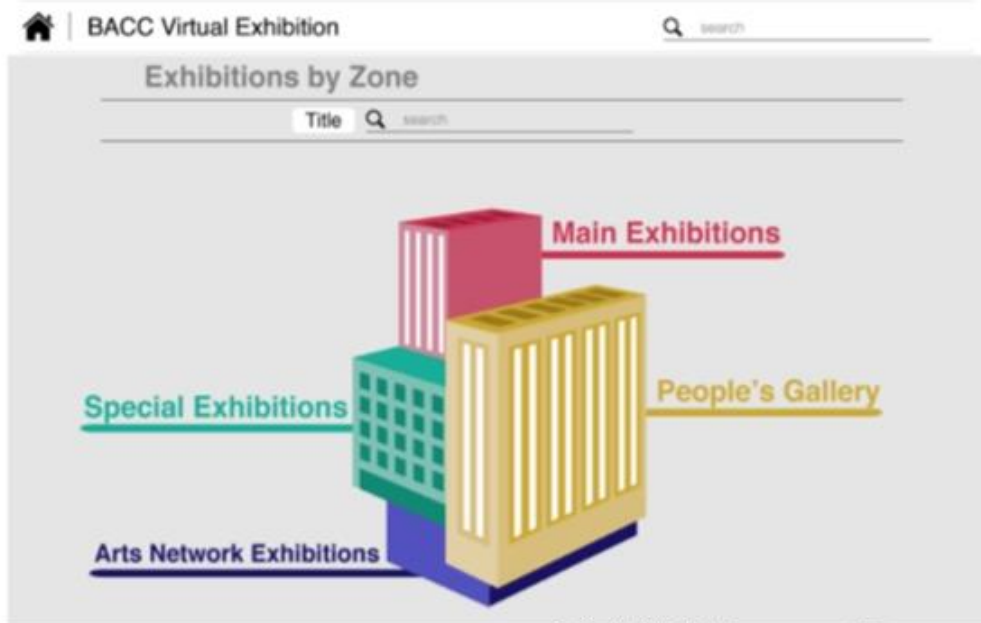 BACC Virtual Exhibition
search
Exhibitions by Zone
Title
search
Main Exhibitions
People's Gallery
Special Exhibitions
Arts Network Exhibitions